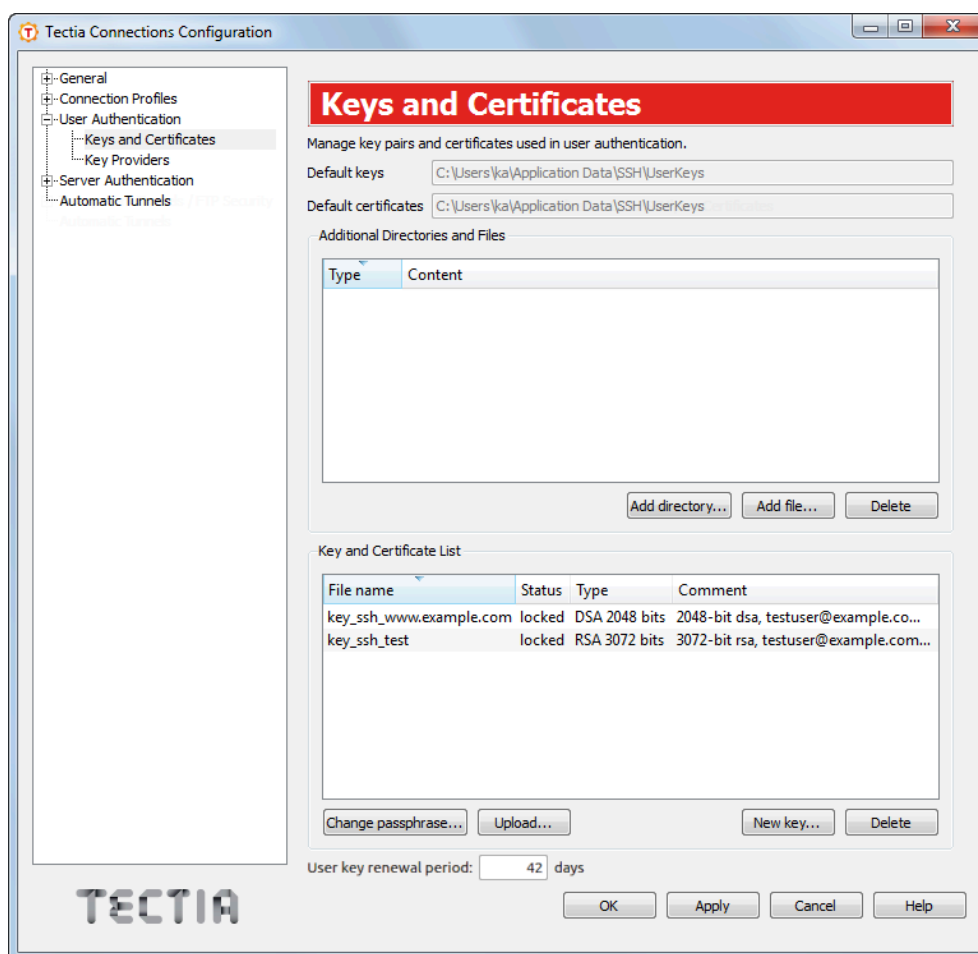 Tectia Connections Configuration
General
Connection Profiles
User Authentication
Keys and Certificates
Key Providers
Server Authentication
Automatic Tunnels
Keys and Certificates
Manage key pairs and certificates used in user authentication.
Default keys C:\Users\ka\Application Data\SSH\UserKeys
Default certificates C:\Users\ka\Application Data\SSH\UserKeys
Additional Directories and Files
Type Content
Add directory... Add file... Delete
Key and Certificate List
File name Status Type Comment
key_ssh_www.example.com locked DSA 2048 bits 2048-bit dsa, testuser@example.co...
key_ssh_test locked RSA 3072 bits 3072-bit rsa, testuser@example.com...
Change passphrase... Upload... New key... Delete
User key renewal period: 42 days
TECTIA
OK Apply Cancel Help